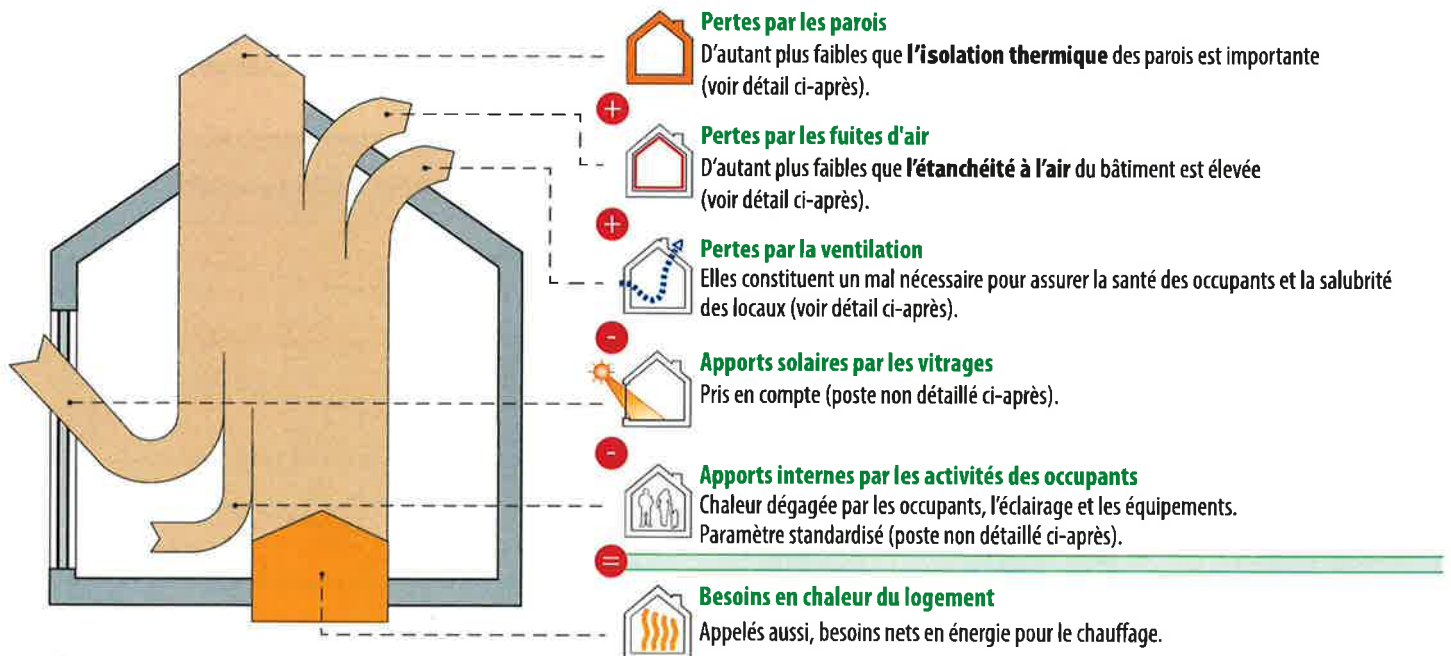 Pertes par les parois
D'autant plus faibles que l'isolation thermique des parois est importante
(voir détail ci-après).
+
Pertes par les fuites d'air
D'autant plus faibles que l'étanchéité à l'air du bâtiment est élevée
(voir détail ci-après).
+
Pertes par la ventilation
Elles constituent un mal nécessaire pour assurer la santé des occupants et la salubrité
des locaux (voir détail ci-après).
-
Apports solaires par les vitrages
Pris en compte (poste non détaillé ci-après).
-
Apports internes par les activités des occupants
Chaleur dégagée par les occupants, l'éclairage et les équipements.
Paramètre standardisé (poste non détaillé ci-après).
=
Besoins en chaleur du logement
Appelés aussi, besoins nets en énergie pour le chauffage.